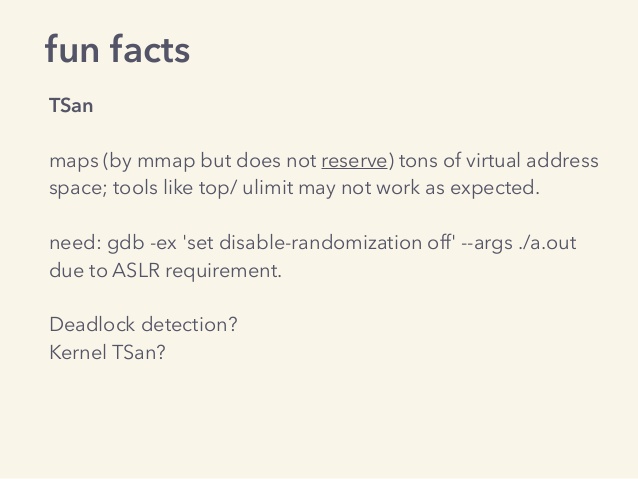 fun facts
TSan
maps (by mmap but does not reserve) tons of virtual address
space; tools like top/ ulimit may not work as expected.
need: gdb -ex 'set disable-randomization off' --args ./a.out
due to ASLR requirement.
Deadlock detection?
Kernel TSan?